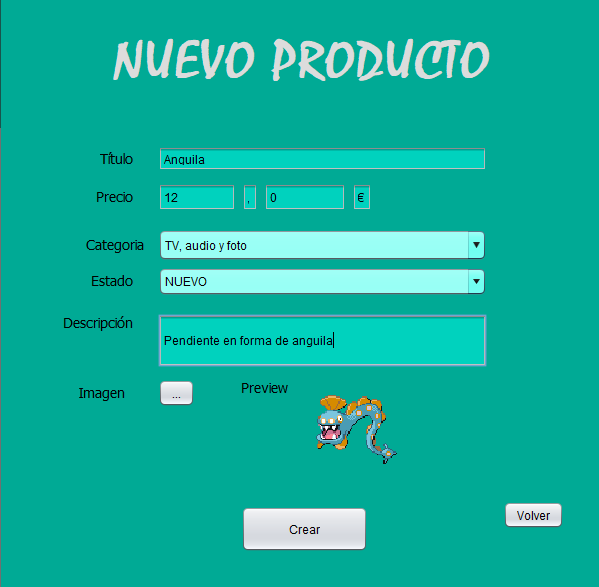 NUEVO PRODUCTO
Título Anquila
Precio 12 , 0 €
Categoria TV, audio y foto
Estado NUEVO
Descripción Pendiente en forma de anguila
Imagen ... Preview
Volver
Crear